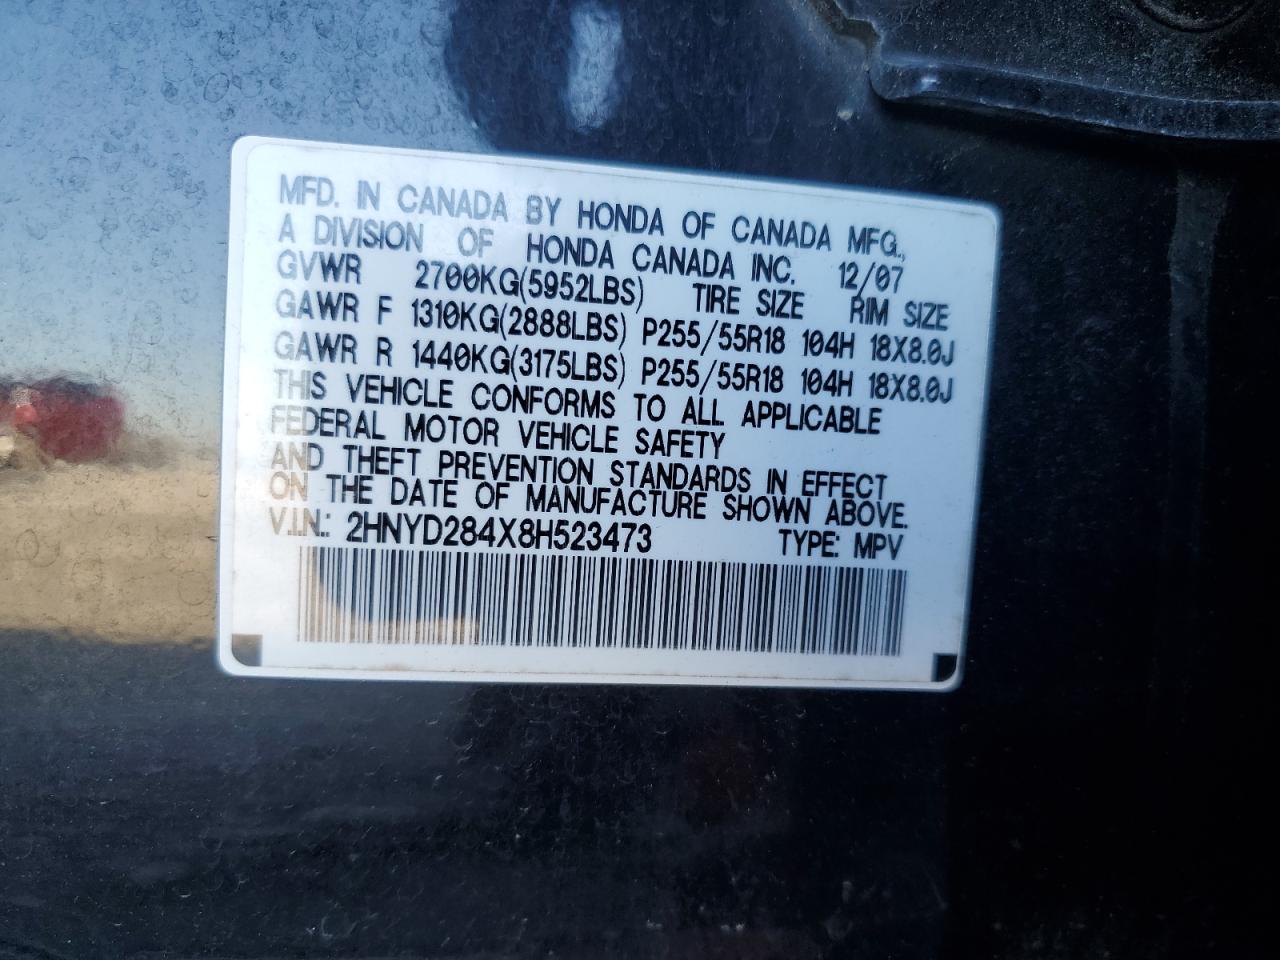 MFD. IN CANADA BY HONDA OF CANADA MFG.,
A DIVISION OF HONDA CANADA INC. 12/07
GVWR 2700KG(5952LBS) TIRE SIZE RIM SIZE
GAWR F 1310KG(2888LBS) P255/55R18 104H 18X8.0J
GAWR R 1440KG(3175LBS) P255/55R18 104H 18X8.0J
THIS VEHICLE CONFORMS TO ALL APPLICABLE
FEDERAL MOTOR VEHICLE SAFETY
AND THEFT PREVENTION STANDARDS IN EFFECT
ON THE DATE OF MANUFACTURE SHOWN ABOVE.
V.I.N.: 2HNYD284X8H523473 TYPE: MPV